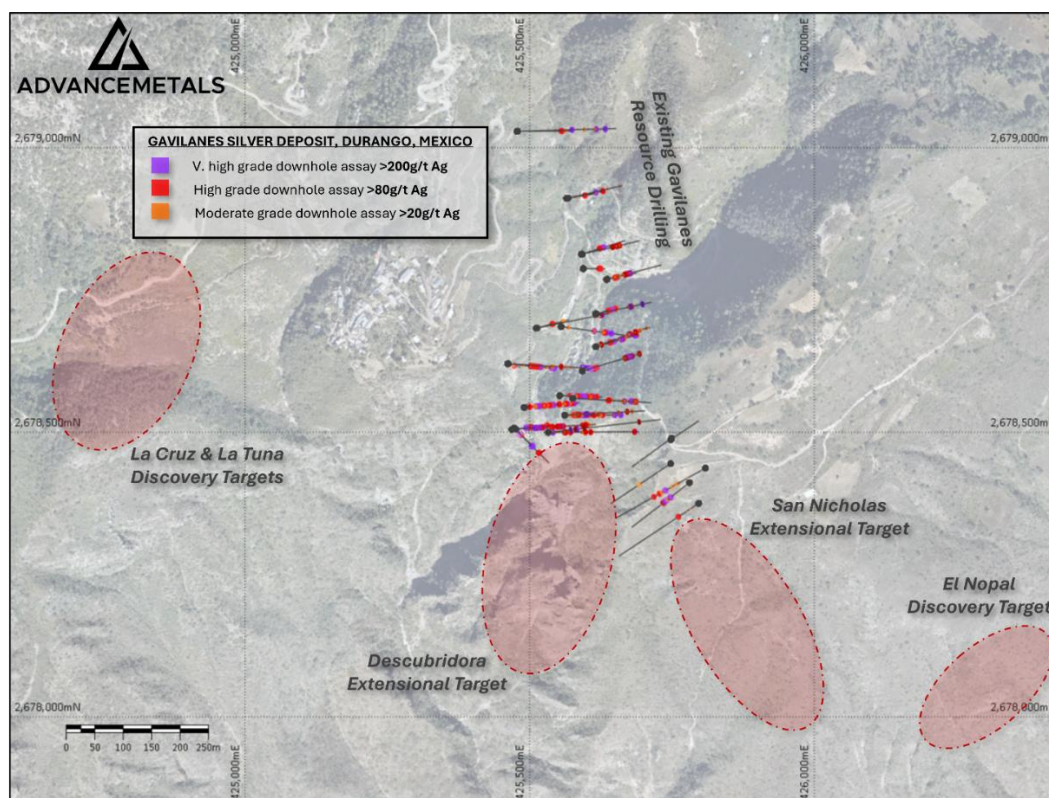 ADVANCEMETALS
425,000mE
425,500mE
426,000mE
2,679,000mN
2,679,000mN
GAVILANES SILVER DEPOSIT, DURANGO, MEXICO
V. high grade downhole assay >200g/t Ag
High grade downhole assay >80g/t Ag
Moderate grade downhole assay >20g/t Ag
Existing Gavilanes
Resource Drilling
2,678,500mN
2,678,500mN
La Cruz & La Tuna
Discovery Targets
San Nicholas
Extensional Target
El Nopal
Discovery Target
Descubridora
Extensional Target
2,678,000mN
2,678,000mN
0 50 100 150 200 250m
425,000mE
425,500mE
426,000mE